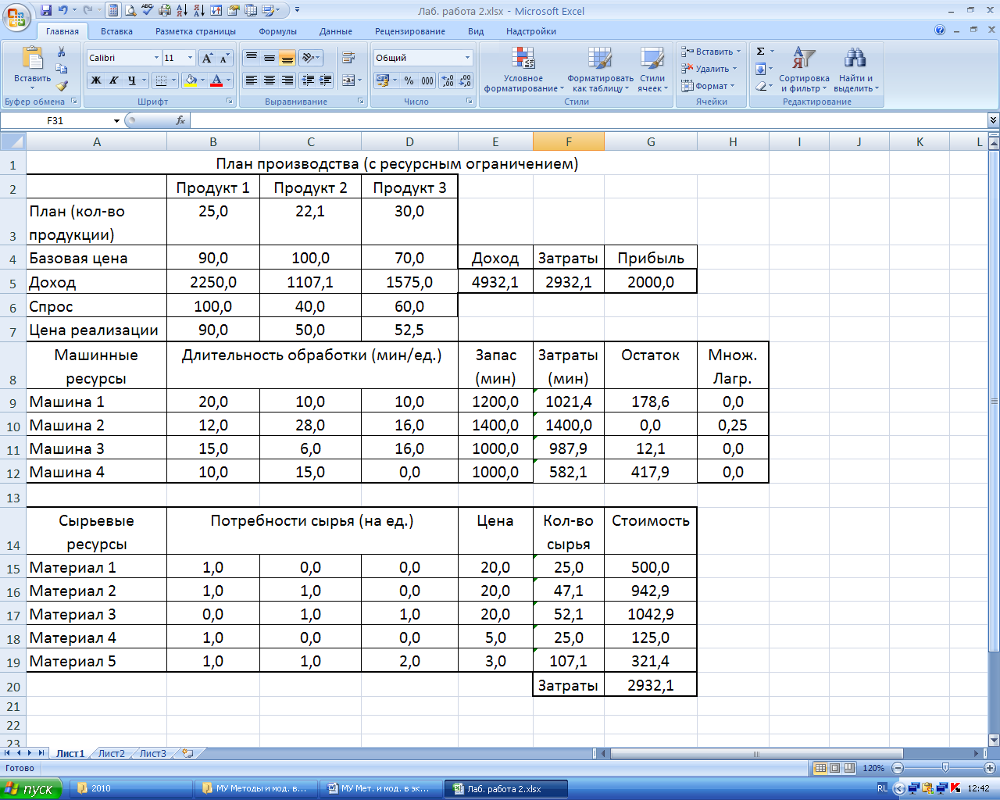 Лаб. работа 2.xlsx - Microsoft Excel
Главная Вставка Разметка страницы Формулы Данные Рецензирование Вид Надстройки
Вставить
Буфер обмена
Calibri 11
Ж К Ч
Шрифт
Выравнивание
Общий
% 000
Число
Условное форматирование
Форматировать как таблицу
Стили ячеек
Стили
Вставить
Удалить
Формат
Ячейки
Сортировка и фильтр
Найти и выделить
Редактирование
F31 fx
A B C D E F G H I J K L
1 План производства (с ресурсным ограничением)
2 Продукт 1 Продукт 2 Продукт 3
3 План (кол-во продукции) 25,0 22,1 30,0
4 Базовая цена 90,0 100,0 70,0 Доход Затраты Прибыль
5 Доход 2250,0 1107,1 1575,0 4932,1 2932,1 2000,0
6 Спрос 100,0 40,0 60,0
7 Цена реализации 90,0 50,0 52,5
8 Машинные ресурсы Длительность обработки (мин/ед.) Запас (мин) Затраты (мин) Остаток Множ. Лагр.
9 Машина 1 20,0 10,0 10,0 1200,0 1021,4 178,6 0,0
10 Машина 2 12,0 28,0 16,0 1400,0 1400,0 0,0 0,25
11 Машина 3 15,0 6,0 16,0 1000,0 987,9 12,1 0,0
12 Машина 4 10,0 15,0 0,0 1000,0 582,1 417,9 0,0
13
14 Сырьевые ресурсы Потребности сырья (на ед.) Цена Кол-во сырья Стоимость
15 Материал 1 1,0 0,0 0,0 20,0 25,0 500,0
16 Материал 2 1,0 1,0 0,0 20,0 47,1 942,9
17 Материал 3 0,0 1,0 1,0 20,0 52,1 1042,9
18 Материал 4 1,0 0,0 0,0 5,0 25,0 125,0
19 Материал 5 1,0 1,0 2,0 3,0 107,1 321,4
20 Затраты 2932,1
21
22
23
Лист1 Лист2 Лист3
Готово 120%
пуск 2010 МУ Методы и мод. в... МУ Мет. и мод. в эк... Лаб. работа 2.xlsx RL 12:42